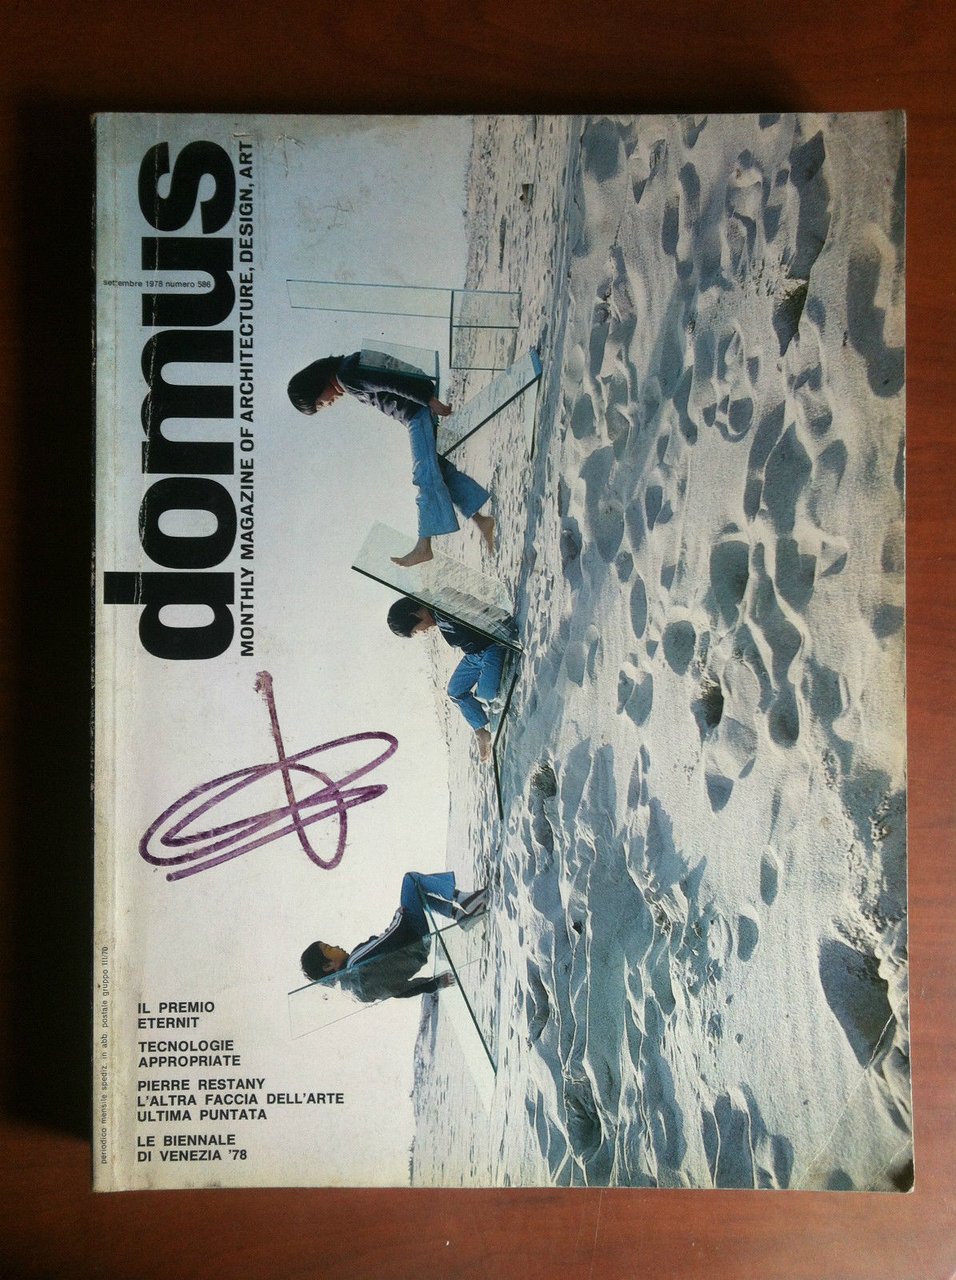 periodico mensile spediz. in abb. postale gruppo III/70
settembre 1978 numero 586
domus
MONTHLY MAGAZINE OF ARCHITECTURE, DESIGN, ART
IL PREMIO
ETERNIT
TECNOLOGIE
APPROPRIATE
PIERRE RESTANY
L'ALTRA FACCIA DELL'ARTE
ULTIMA PUNTATA
LE BIENNALE
DI VENEZIA '78